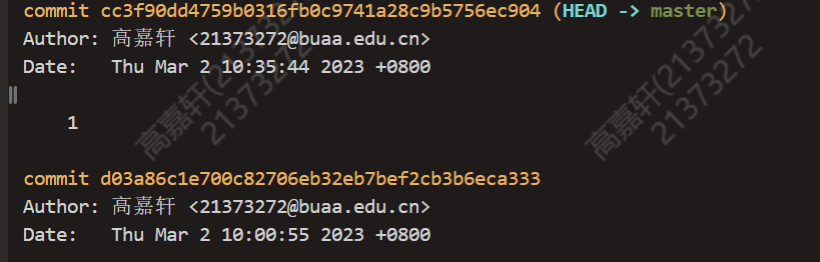 commit cc3f90dd4759b0316fb0c9741a28c9b5756ec904 (HEAD -> master)
Author: 高嘉轩 <21373272@buaa.edu.cn>
Date:   Thu Mar 2 10:35:44 2023 +0800
1
commit d03a86c1e700c82706eb32eb7bef2cb3b6eca333
Author: 高嘉轩 <21373272@buaa.edu.cn>
Date:   Thu Mar 2 10:00:55 2023 +0800
高嘉轩(21373272
21373272
高嘉轩(21373272
21373272